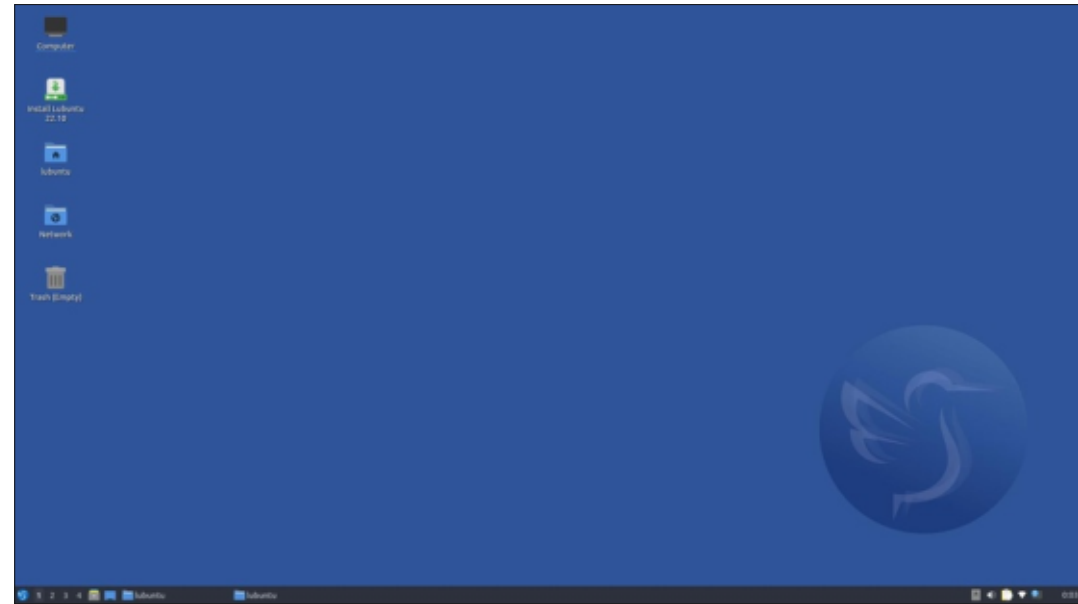 Computer
Install Lubuntu
22.10
lubuntu
Network
Trash (Empty)
1 2 3 4 lubuntu lubuntu